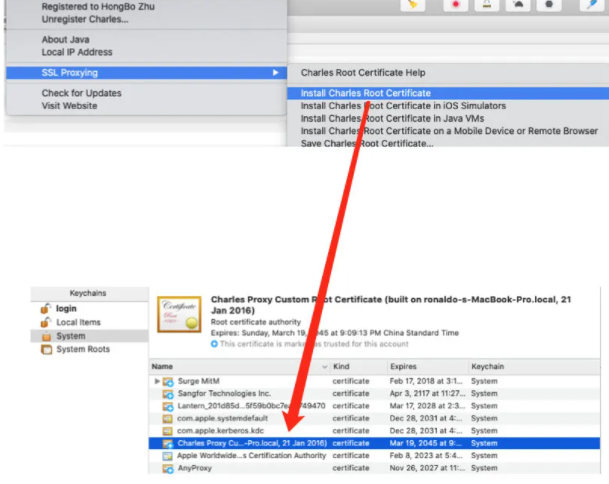 Registered to HongBo Zhu
Unregister Charles...
About Java
Local IP Address
SSL Proxying
Check for Updates
Visit Website
Charles Root Certificate Help
Install Charles Root Certificate
Install Charles Root Certificate in iOS Simulators
Install Charles Root Certificate in Java VMs
Install Charles Root Certificate on a Mobile Device or Remote Browser
Save Charles Root Certificate...
Keychains
login
Local Items
System
System Roots
Certificate
Charles Proxy Custom Root Certificate (built on ronaldo-s-MacBook-Pro.local, 21
Jan 2016)
Root certificate authority
Expires: Sunday, March 19, 2045 at 9:09:13 PM China Standard Time
This certificate is marked as trusted for this account
Name Kind Expires Keychain
Surge MitM certificate Feb 17, 2018 at 3:1... System
Sangfor Technologies Inc. certificate Apr 3, 2117 at 11:27... System
certificate Mar 17, 2028 at 2:3... System
com.apple.systemdefault certificate Dec 28, 2031 at 4:... System
com.apple.kerberos.kdc certificate Dec 28, 2031 at 4:... System
Charles Proxy Cu...-Pro.local, 21 Jan 2016) certificate Mar 19, 2045 at 9:... System
Apple Worldwide...s Certification Authority certificate Feb 8, 2023 at 5:4... System
AnyProxy certificate Nov 26, 2027 at 11:... System